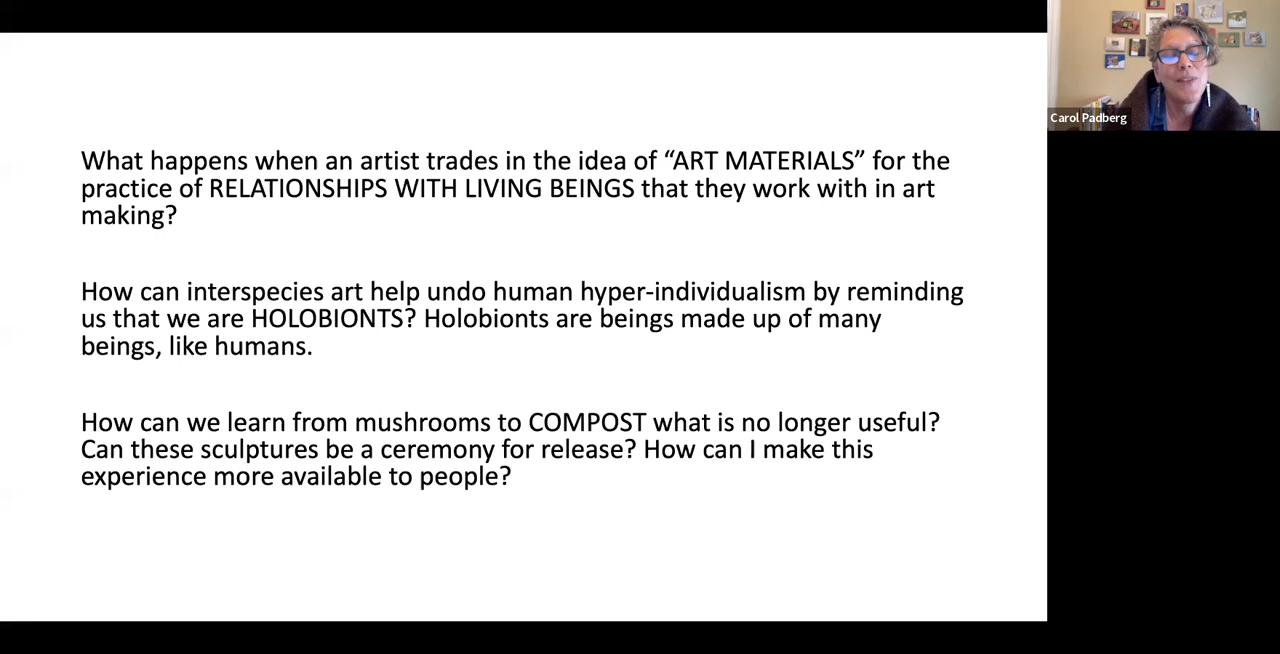 What happens when an artist trades in the idea of “ART MATERIALS” for the
practice of RELATIONSHIPS WITH LIVING BEINGS that they work with in art
making?
How can interspecies art help undo human hyper-individualism by reminding
us that we are HOLOBIONTS? Holobionts are beings made up of many
beings, like humans.
How can we learn from mushrooms to COMPOST what is no longer useful?
Can these sculptures be a ceremony for release? How can I make this
experience more available to people?
Carol Padberg